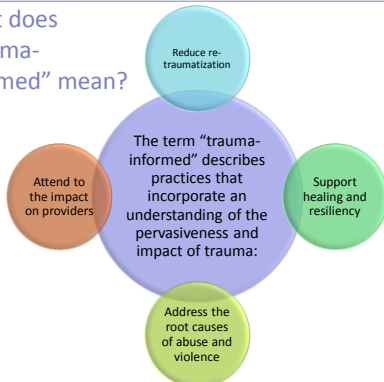 t does
ma-
med” mean?
Reduce re-
traumatization
The term “trauma-
informed” describes
practices that
incorporate an
understanding of the
pervasiveness and
impact of trauma:
Attend to
the impact
on providers
Support
healing and
resiliency
Address the
root causes
of abuse and
violence